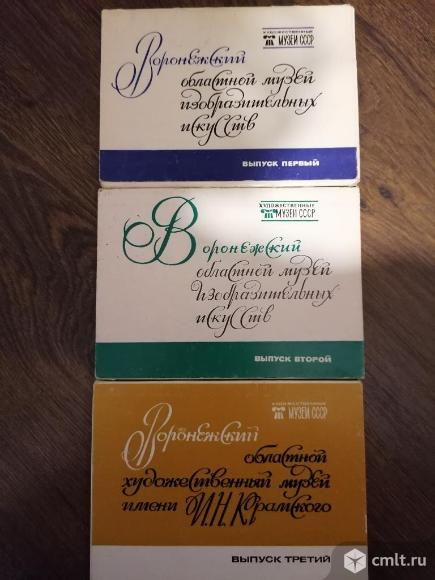 Воронежский
ХУДОЖЕСТВЕННЫЕ
МУЗЕИ СССР
областной музей
изобразительных
искусств
ВЫПУСК ПЕРВЫЙ
ХУДОЖЕСТВЕННЫЕ
МУЗЕИ СССР
Воронежский
областной музей
изобразительных
искусств
ВЫПУСК ВТОРОЙ
ХУДОЖЕСТВЕННЫЕ
МУЗЕИ СССР
Воронежский
областной
художественный музей
имени И.Н. Крамского
ВЫПУСК ТРЕТИЙ
cmlt.ru